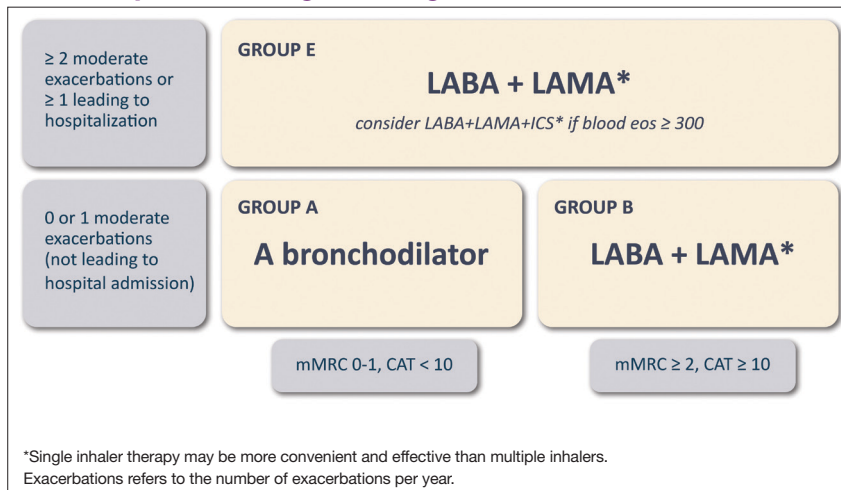 ≥ 2 moderate
exacerbations or
≥ 1 leading to
hospitalization
GROUP E
LABA + LAMA*
consider LABA+LAMA+ICS* if blood eos ≥ 300
0 or 1 moderate
exacerbations
(not leading to
hospital admission)
GROUP A
A bronchodilator
GROUP B
LABA + LAMA*
mMRC 0-1, CAT < 10
mMRC ≥ 2, CAT ≥ 10
*Single inhaler therapy may be more convenient and effective than multiple inhalers.
Exacerbations refers to the number of exacerbations per year.